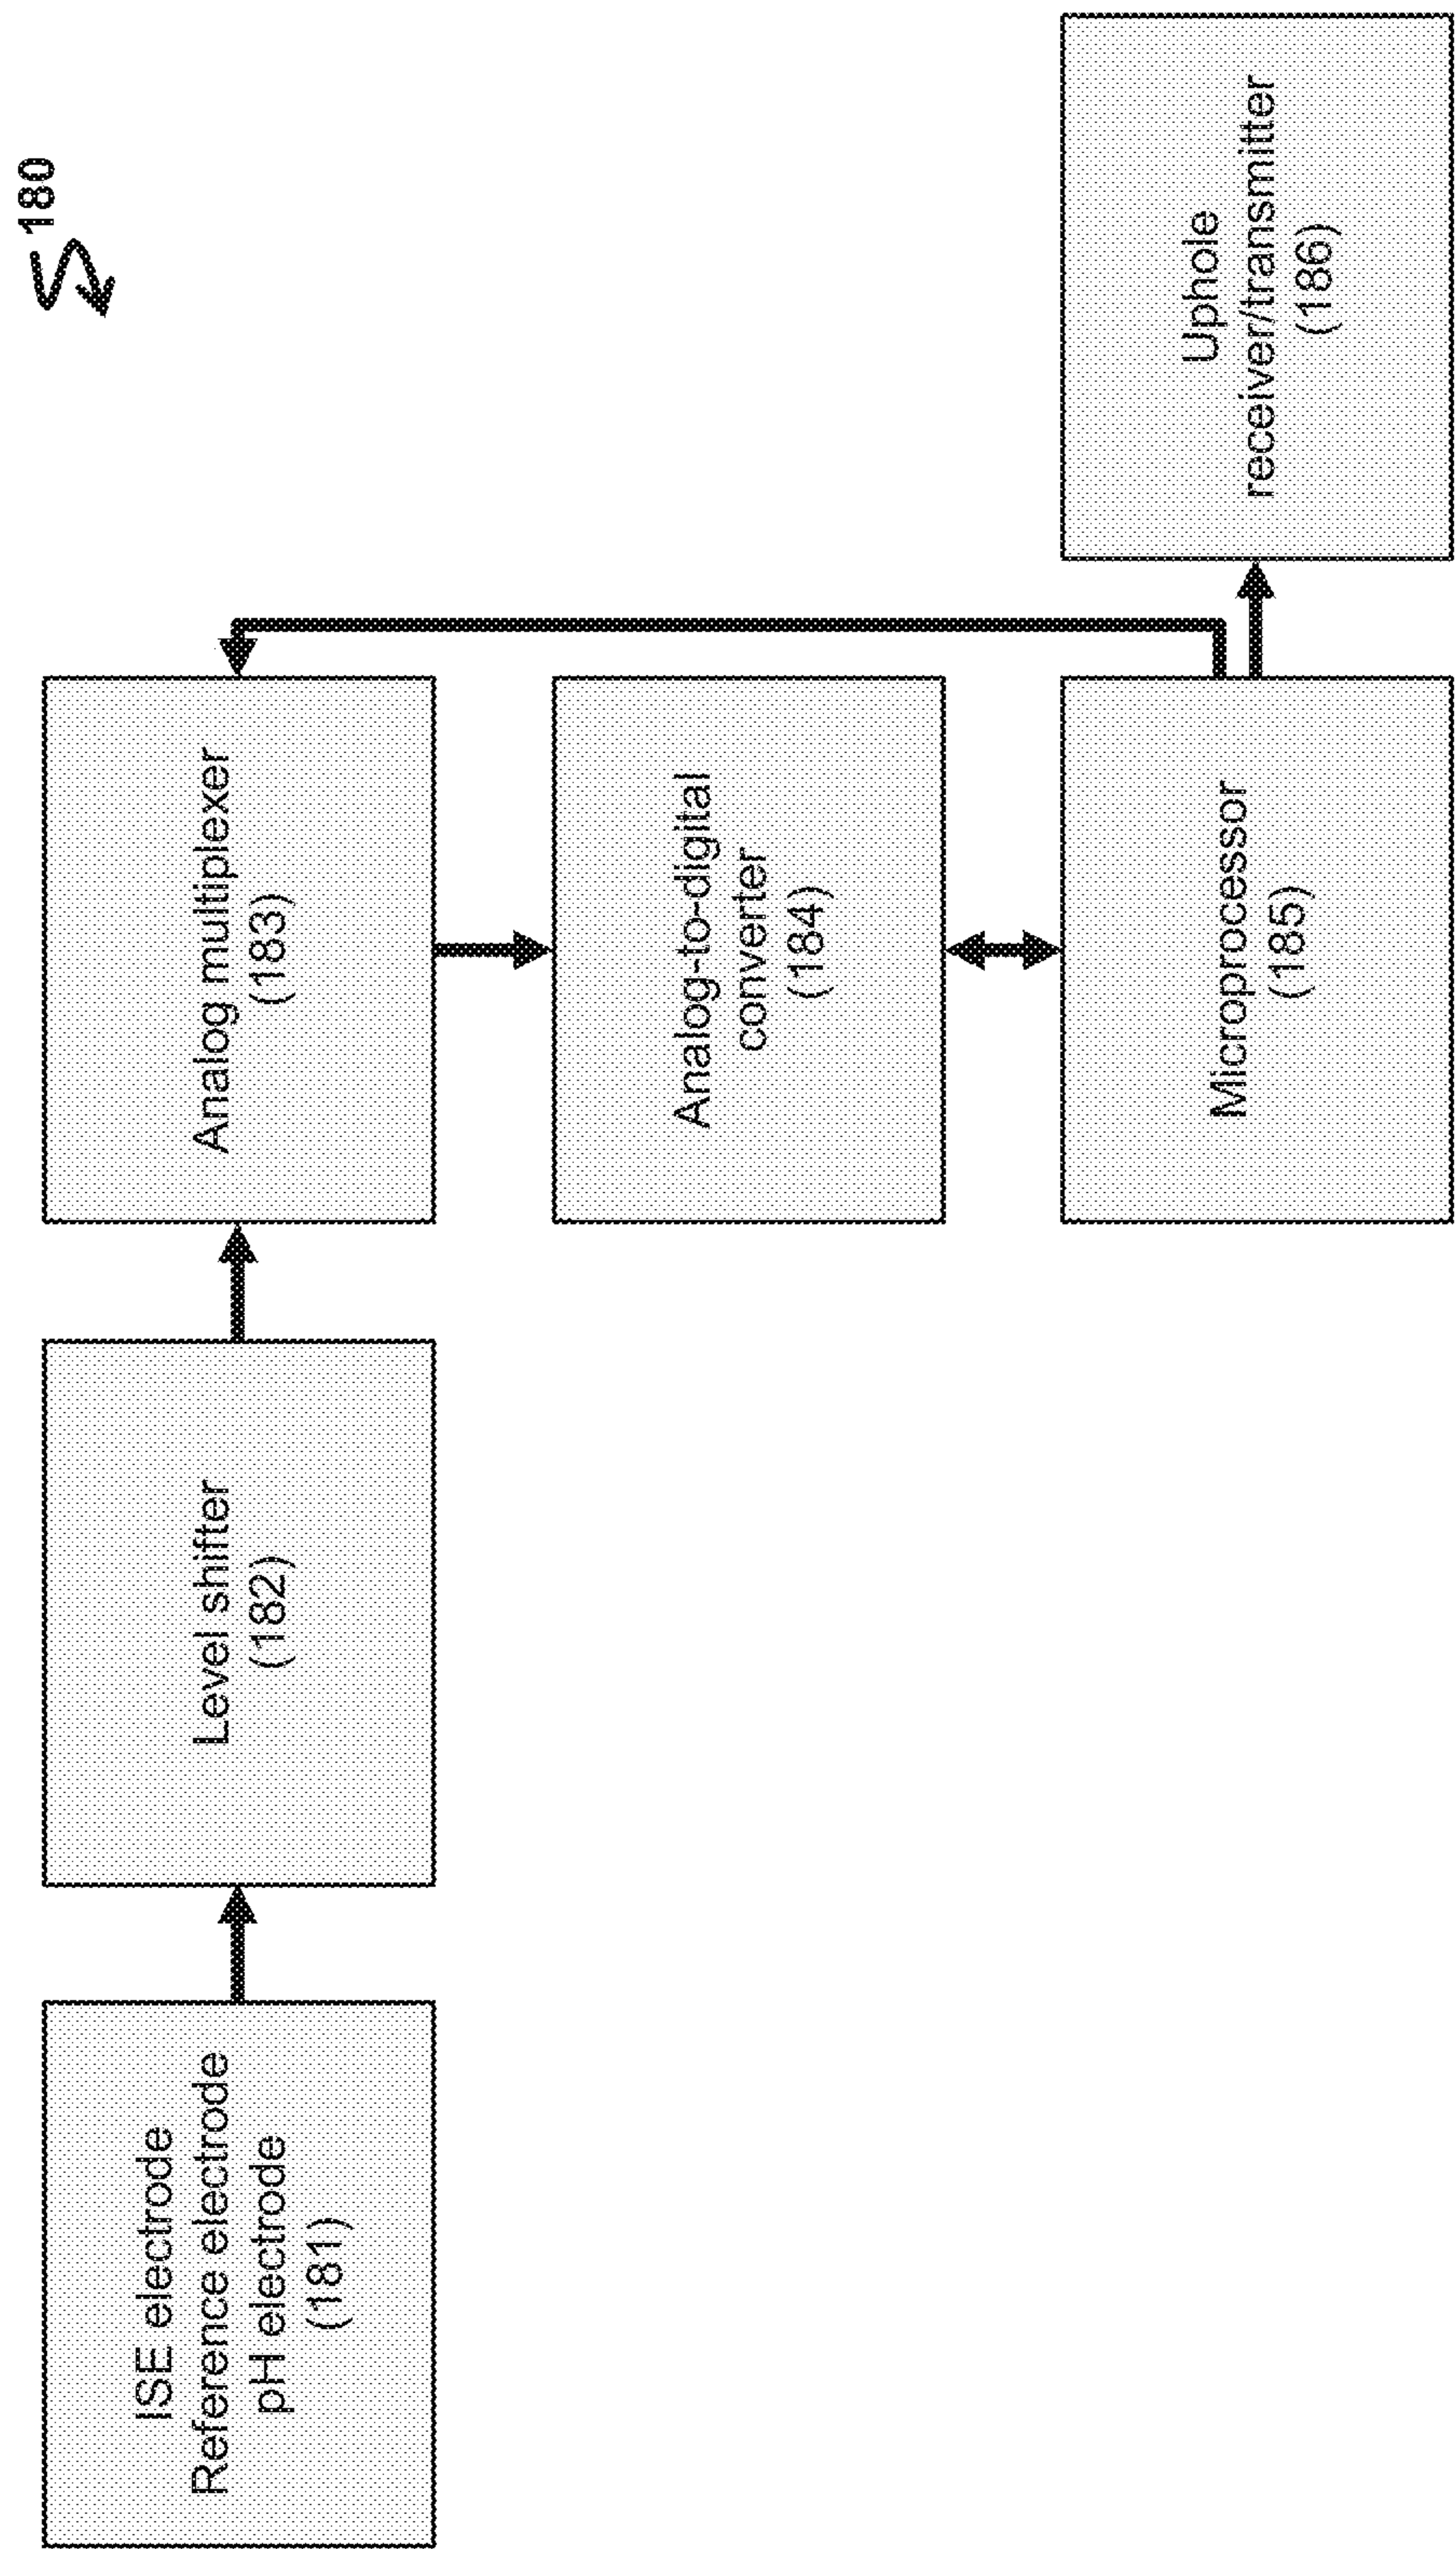 180
ISE electrode
Reference electrode
pH electrode
(181)
Level shifter
(182)
Analog multiplexer
(183)
Analog-to-digital
converter
(184)
Microprocessor
(185)
Uphole
receiver/transmitter
(186)